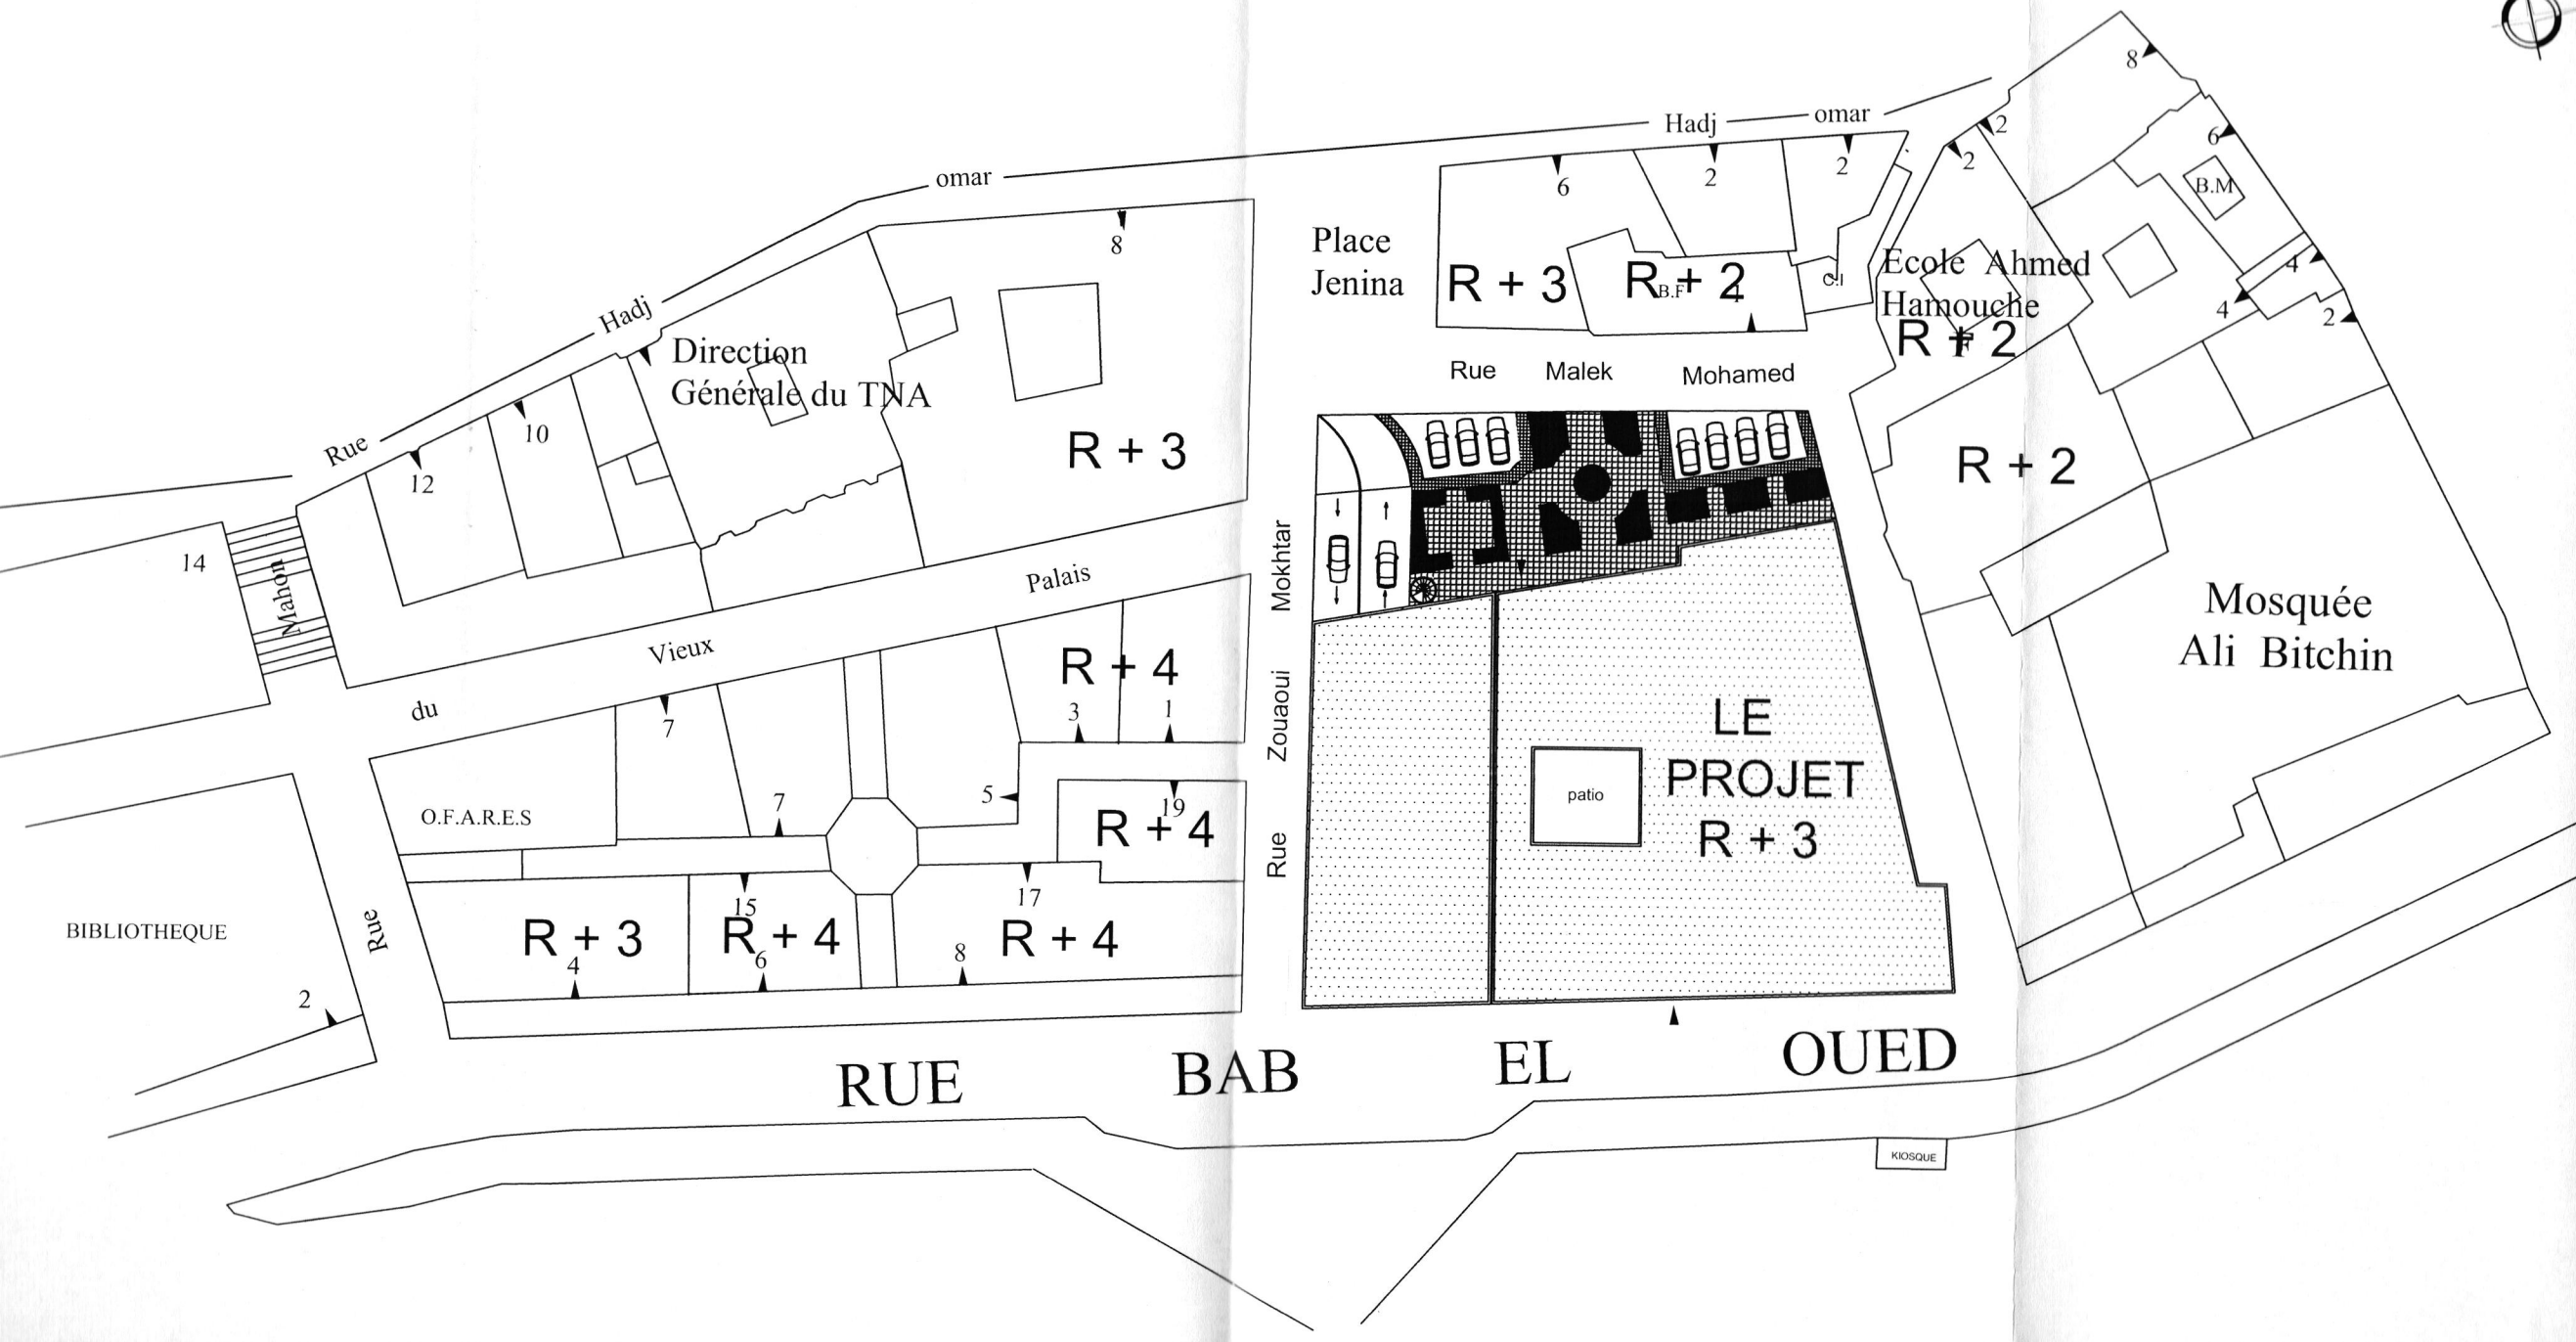 8
6
B.M
4
4
2
2
2
Hadj omar
6
2
2
Place
Jenina
R + 3
R + 2
B.F
C.I
Ecole Ahmed
Hamouche
R + 2
Rue Malek Mohamed
R + 2
Mosquée
Ali Bitchin
Rue Hadj omar
8
Direction
Générale du TNA
R + 3
10
12
14
Mahon
Rue du Vieux Palais
R + 4
3
1
7
7
5
19
R + 4
O.F.A.R.E.S
15
17
R + 3
R + 4
R + 4
4
6
8
BIBLIOTHEQUE
2
Rue Zouaoui Mokhtar
LE
PROJET
R + 3
patio
RUE BAB EL OUED
KIOSQUE